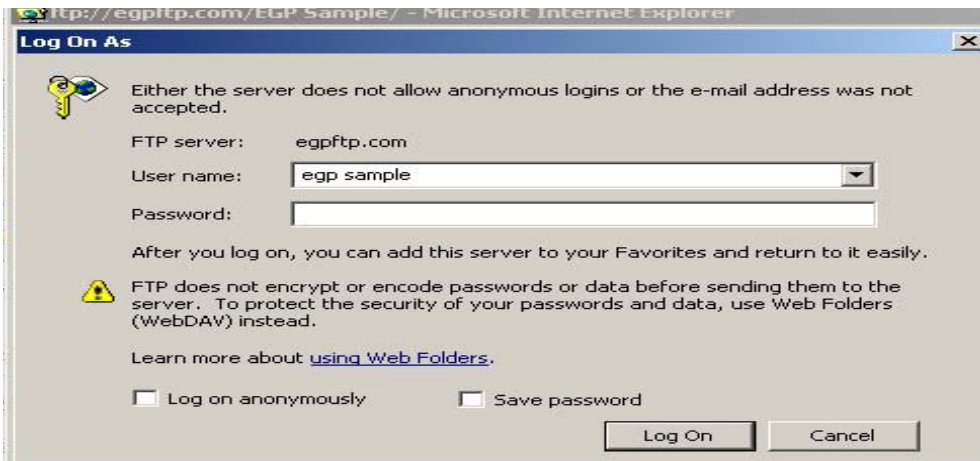 ftp://egpftp.com/EGP Sample/ - Microsoft Internet Explorer
Log On As
Either the server does not allow anonymous logins or the e-mail address was not
accepted.
FTP server: egpftp.com
User name: egp sample
Password:
After you log on, you can add this server to your Favorites and return to it easily.
FTP does not encrypt or encode passwords or data before sending them to the
server. To protect the security of your passwords and data, use Web Folders
(WebDAV) instead.
Learn more about using Web Folders.
Log on anonymously Save password
Log On Cancel